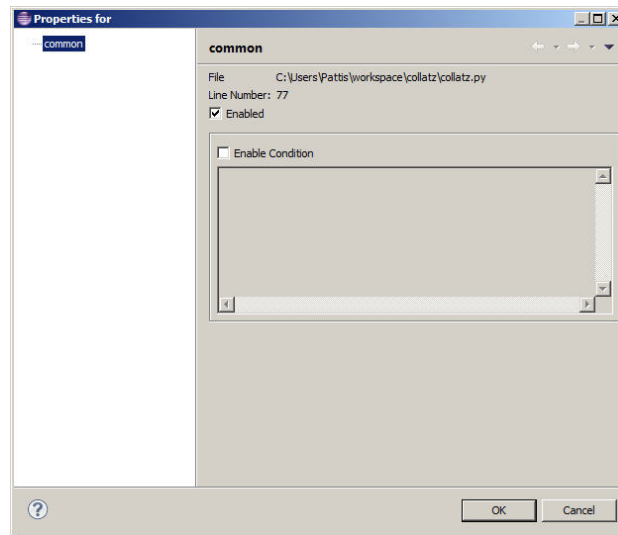 Properties for
common
common
File C:\Users\Pattis\workspace\collatz\collatz.py
Line Number: 77
Enabled
Enable Condition
OK Cancel